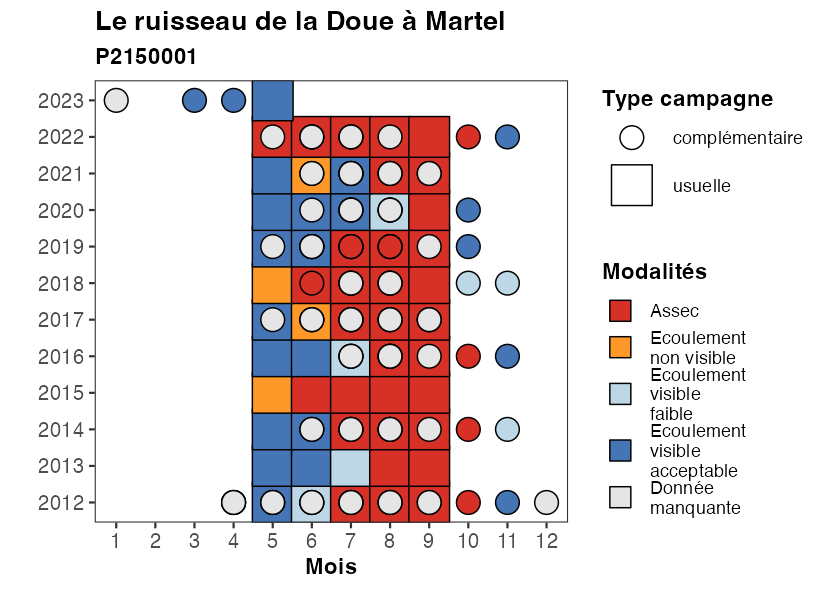 Le ruisseau de la Doue à Martel
P2150001
2023
2022
2021
2020
2019
2018
2017
2016
2015
2014
2013
2012
1 2 3 4 5 6 7 8 9 10 11 12
Mois
Type campagne
complémentaire
usuelle
Modalités
Assec
Ecoulement
non visible
Ecoulement
visible
faible
Ecoulement
visible
acceptable
Donnée
manquante